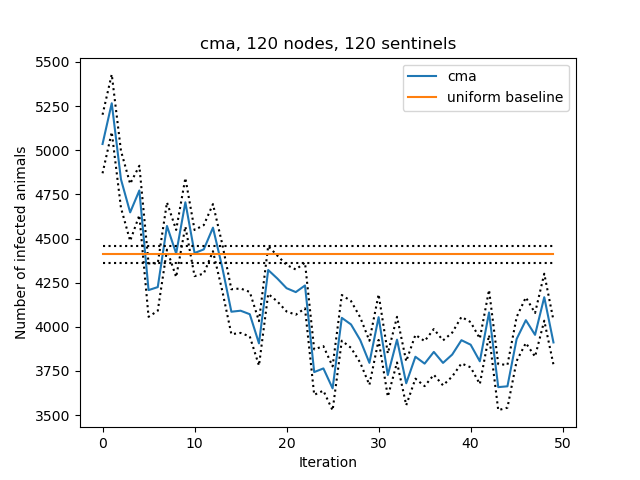 cma, 120 nodes, 120 sentinels
cma
uniform baseline
Number of infected animals
5500
5250
5000
4750
4500
4250
4000
3750
3500
0 10 20 30 40 50
Iteration